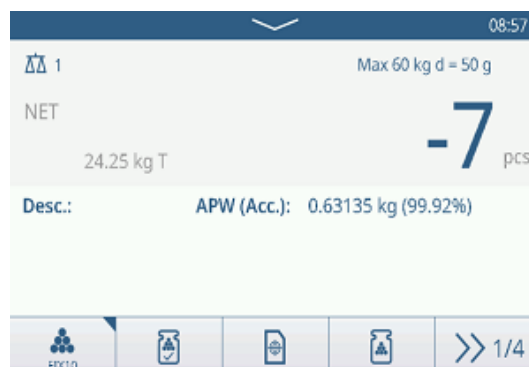 08:57
1
Max 60 kg d = 50 g
NET
-7
pcs
24.25 kg T
Desc.: APW (Acc.): 0.63135 kg (99.92%)
1/4